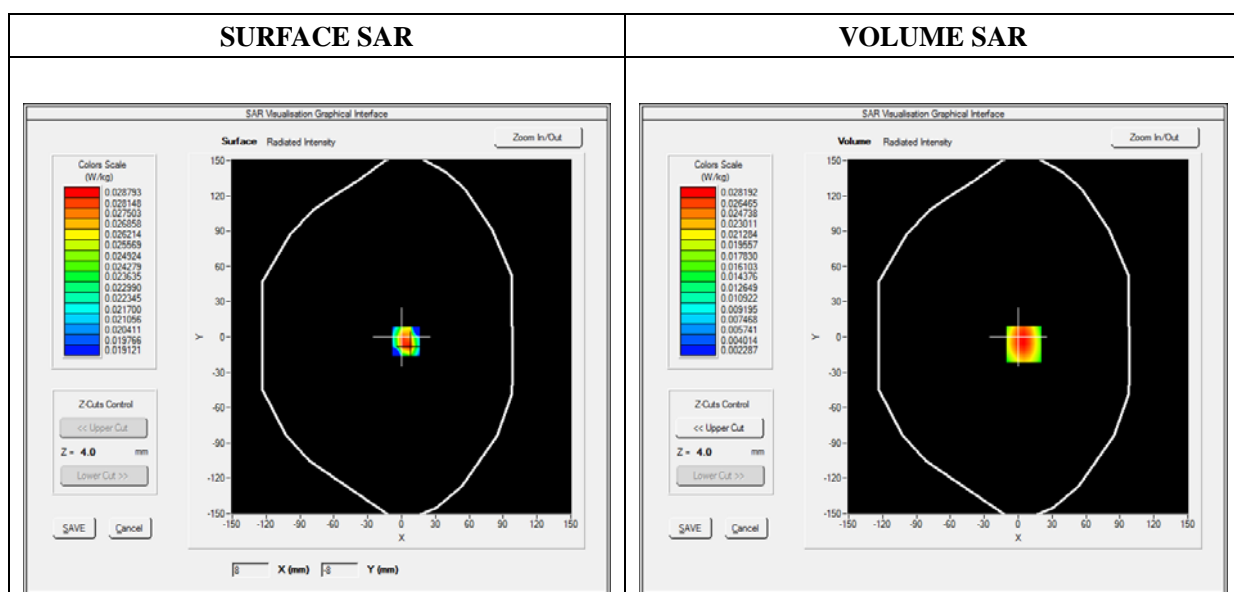 SURFACE SAR
VOLUME SAR
SAR Visualisation Graphical Interface
Surface Radiated Intensity
Zoom In/Out
Colors Scale
(W/kg)
0.028793
0.028148
0.027503
0.026858
0.026214
0.025569
0.024924
0.024279
0.023635
0.022990
0.022345
0.021700
0.021056
0.020411
0.019766
0.019121
Z-Cuts Control
<< Upper Cut
Z = 4.0 mm
Lower Cut >>
SAVE Cancel
150
120
90
60
30
0
-30
-60
-90
-120
-150
Y
-150 -120 -90 -60 -30 0 30 60 90 120 150
X
8 X (mm) -8 Y (mm)
SAR Visualisation Graphical Interface
Volume Radiated Intensity
Zoom In/Out
Colors Scale
(W/kg)
0.028192
0.026465
0.024738
0.023011
0.021284
0.019557
0.017830
0.016103
0.014376
0.012649
0.010922
0.009195
0.007468
0.005741
0.004014
0.002287
Z-Cuts Control
<< Upper Cut
Z = 4.0 mm
Lower Cut >>
SAVE Cancel
150
120
90
60
30
0
-30
-60
-90
-120
-150
Y
-150 -120 -90 -60 -30 0 30 60 90 120 150
X